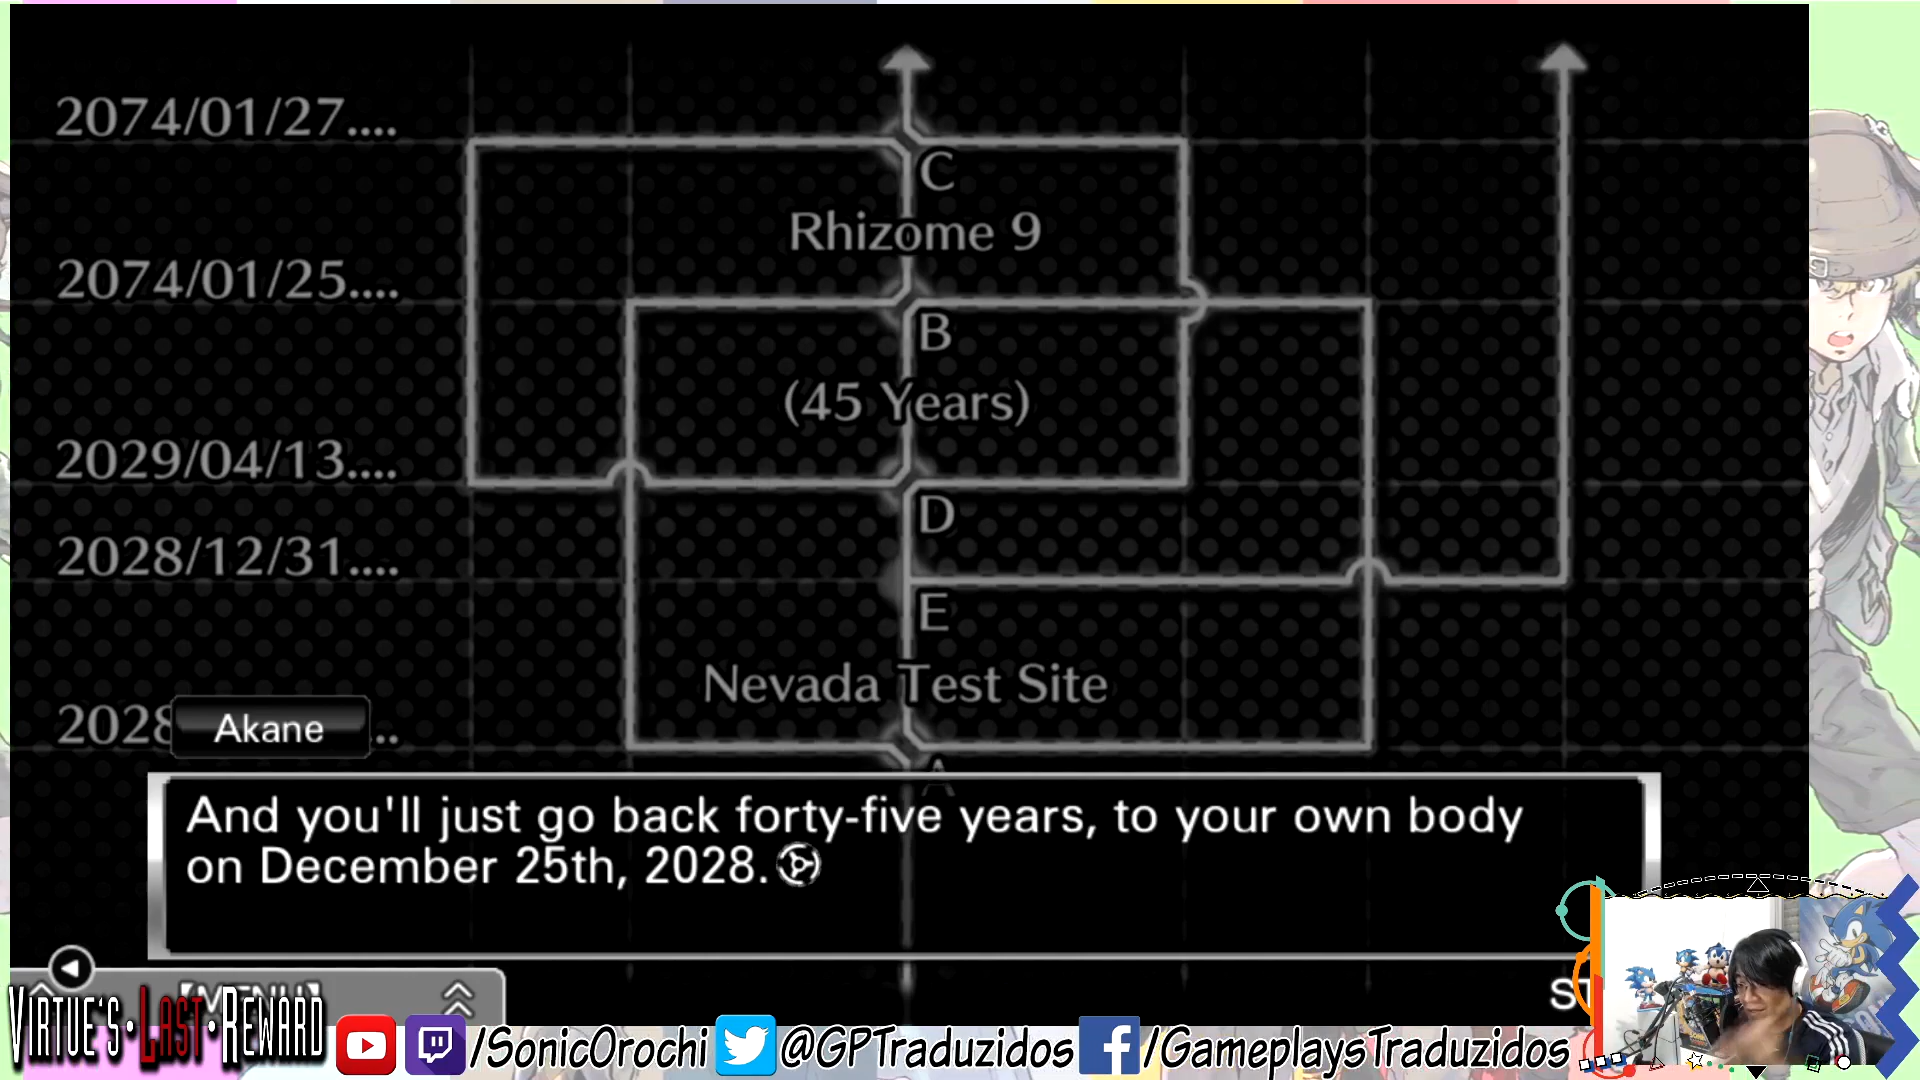 2074/01/27....
C
Rhizome 9
2074/01/25....
B
(45 Years)
2029/04/13....
D
2028/12/31....
E
Nevada Test Site
2028
..
Akane
A
And you'll just go back forty-five years, to your own body
on December 25th, 2028.
【MENU】
ST
VIRTUE'S·LAST·REWARD
/SonicOrochi
@GPTraduzidos
/GameplaysTraduzidos